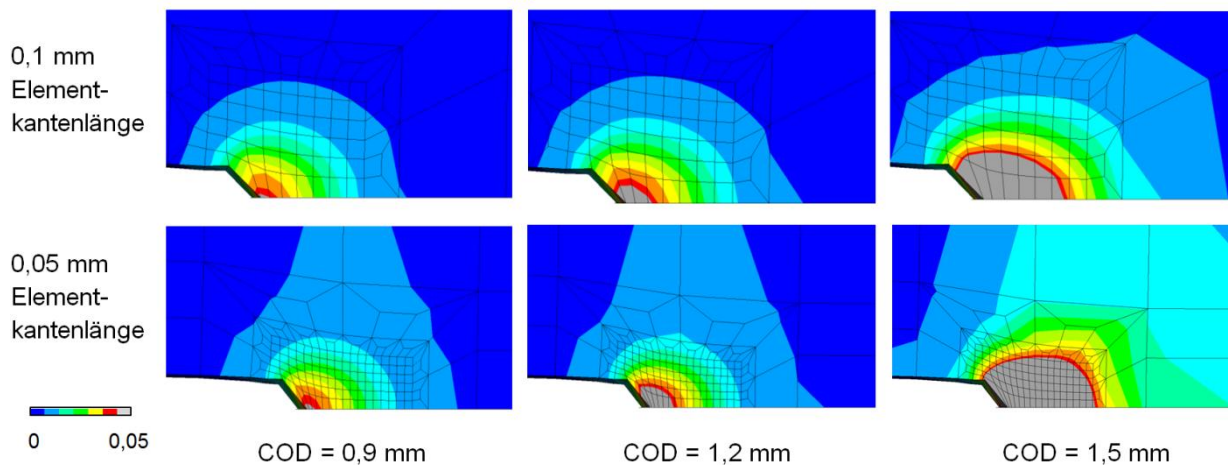 0,1 mm
Element-
kantenlänge
0,05 mm
Element-
kantenlänge
0 0,05
COD = 0,9 mm COD = 1,2 mm COD = 1,5 mm